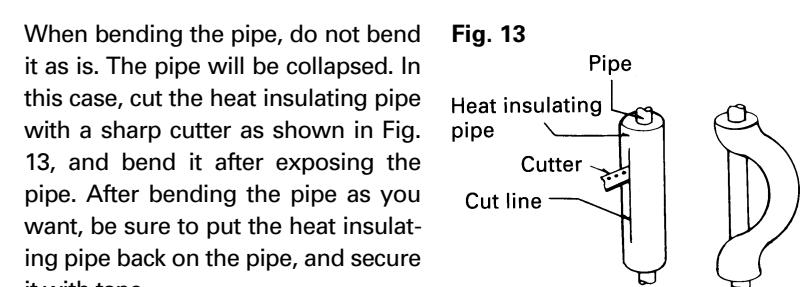 When bending the pipe, do not bend
it as is. The pipe will be collapsed. In
this case, cut the heat insulating pipe
with a sharp cutter as shown in Fig.
13, and bend it after exposing the
pipe. After bending the pipe as you
want, be sure to put the heat insulat-
ing pipe back on the pipe, and secure
it with tape.
Fig. 13
Pipe
Heat insulating
pipe
Cutter
Cut line